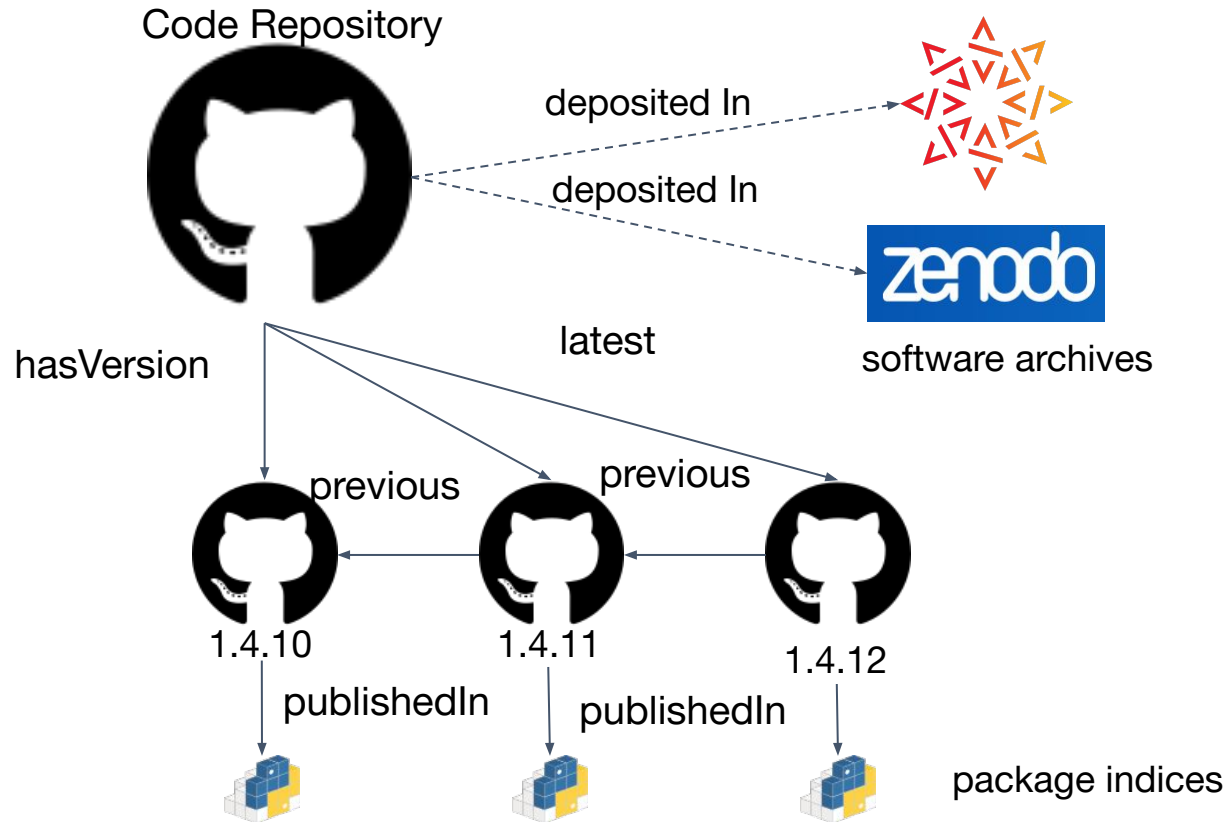 Code Repository
deposited In
deposited In
zenodo
software archives
latest
hasVersion
previous
previous
1.4.10
1.4.11
1.4.12
publishedIn
publishedIn
package indices